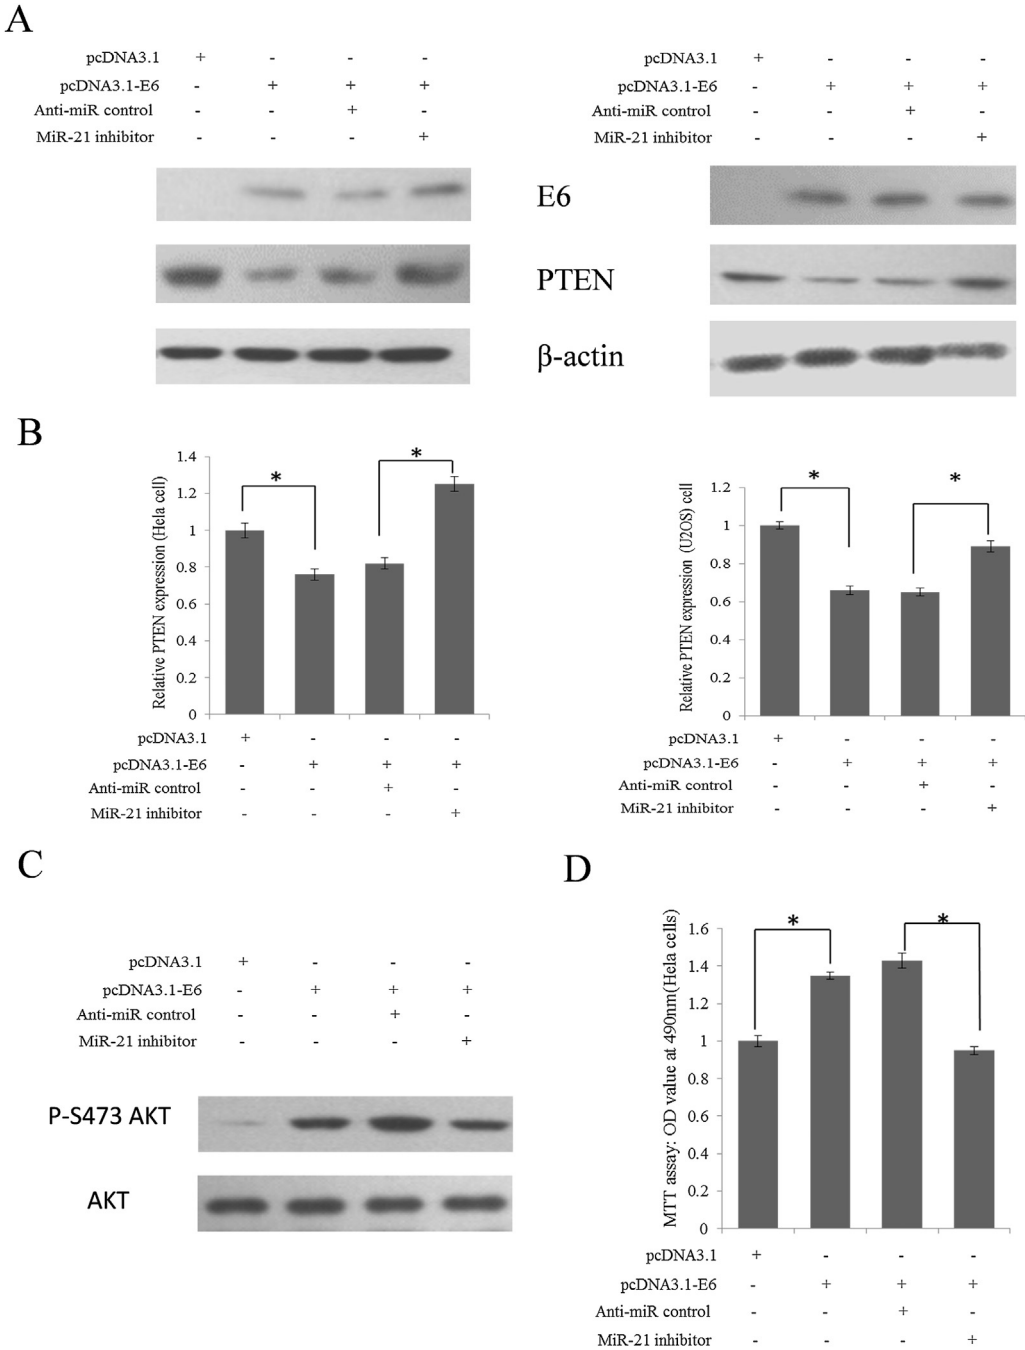 A
pcDNA3.1 + - - -
pcDNA3.1-E6 - + + +
Anti-miR control - - + -
MiR-21 inhibitor - - - +
pcDNA3.1 + - - -
pcDNA3.1-E6 - + + +
Anti-miR control - - + -
MiR-21 inhibitor - - - +
E6
PTEN
β-actin
B
Relative PTEN expression (Hela cell)
1.4
1.2
1
0.8
0.6
0.4
0.2
0
*
*
pcDNA3.1 + - - -
pcDNA3.1-E6 - + + +
Anti-miR control - - + -
MiR-21 inhibitor - - - +
Relative PTEN expression (U2OS) cell
1.2
1
0.8
0.6
0.4
0.2
0
*
*
pcDNA3.1 + - - -
pcDNA3.1-E6 - + + +
Anti-miR control - - + -
MiR-21 inhibitor - - - +
C
pcDNA3.1 + - - -
pcDNA3.1-E6 - + + +
Anti-miR control - - + -
MiR-21 inhibitor - - - +
P-S473 AKT
AKT
D
MTT assay: OD value at 490nm(Hela cells)
1.6
1.4
1.2
1
0.8
0.6
0.4
0.2
0
*
*
pcDNA3.1 + - - -
pcDNA3.1-E6 - + + +
Anti-miR control - - + -
MiR-21 inhibitor - - - +